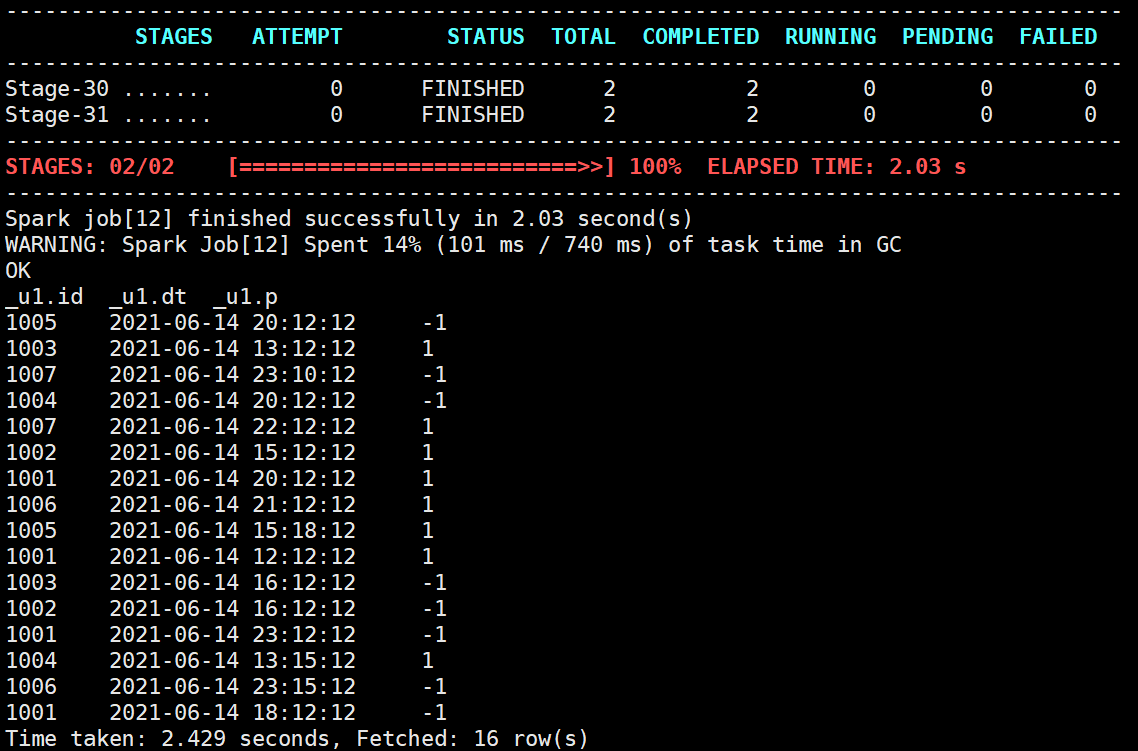 ----------------------------------------------------------------------------------------------
STAGES   ATTEMPT        STATUS  TOTAL  COMPLETED  RUNNING  PENDING  FAILED
----------------------------------------------------------------------------------------------
Stage-30 .......         0      FINISHED      2          2        0        0       0
Stage-31 .......         0      FINISHED      2          2        0        0       0
----------------------------------------------------------------------------------------------
STAGES: 02/02    [==========================>>] 100%  ELAPSED TIME: 2.03 s
----------------------------------------------------------------------------------------------
Spark job[12] finished successfully in 2.03 second(s)
WARNING: Spark Job[12] Spent 14% (101 ms / 740 ms) of task time in GC
OK
_u1.id  _u1.dt  _u1.p
1005    2021-06-14 20:12:12     -1
1003    2021-06-14 13:12:12     1
1007    2021-06-14 23:10:12     -1
1004    2021-06-14 20:12:12     -1
1007    2021-06-14 22:12:12     1
1002    2021-06-14 15:12:12     1
1001    2021-06-14 20:12:12     1
1006    2021-06-14 21:12:12     1
1005    2021-06-14 15:18:12     1
1001    2021-06-14 12:12:12     1
1003    2021-06-14 16:12:12     -1
1002    2021-06-14 16:12:12     -1
1001    2021-06-14 23:12:12     -1
1004    2021-06-14 13:15:12     1
1006    2021-06-14 23:15:12     -1
1001    2021-06-14 18:12:12     -1
Time taken: 2.429 seconds, Fetched: 16 row(s)